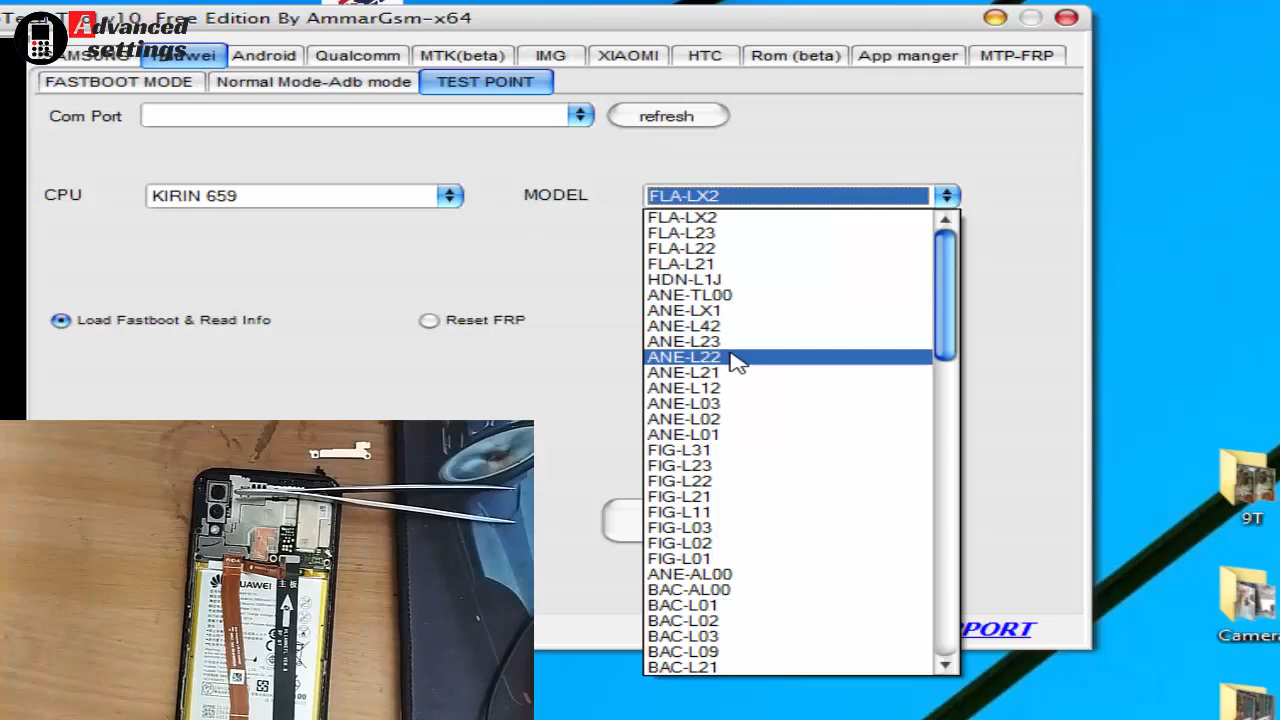 x10 Free Edition By AmmarGsm-x64
Advanced
settings
Android
Qualcomm
MTK(beta)
IMG
XIAOMI
HTC
Rom (beta)
App manger
MTP-FRP
FASTBOOT MODE
Normal Mode-Adb mode
TEST POINT
Com Port
refresh
CPU
KIRIN 659
MODEL
FLA-LX2
FLA-LX2
FLA-L23
FLA-L22
FLA-L21
HDN-L1J
ANE-TL00
ANE-LX1
ANE-L42
ANE-L23
ANE-L22
ANE-L21
ANE-L12
ANE-L03
ANE-L02
ANE-L01
FIG-L31
FIG-L23
FIG-L22
FIG-L21
FIG-L11
FIG-L03
FIG-L02
FIG-L01
ANE-AL00
BAC-AL00
BAC-L01
BAC-L02
BAC-L03
BAC-L09
BAC-L21
Load Fastboot & Read Info
Reset FRP
PORT
9T
Camera
HUAWEI
主板